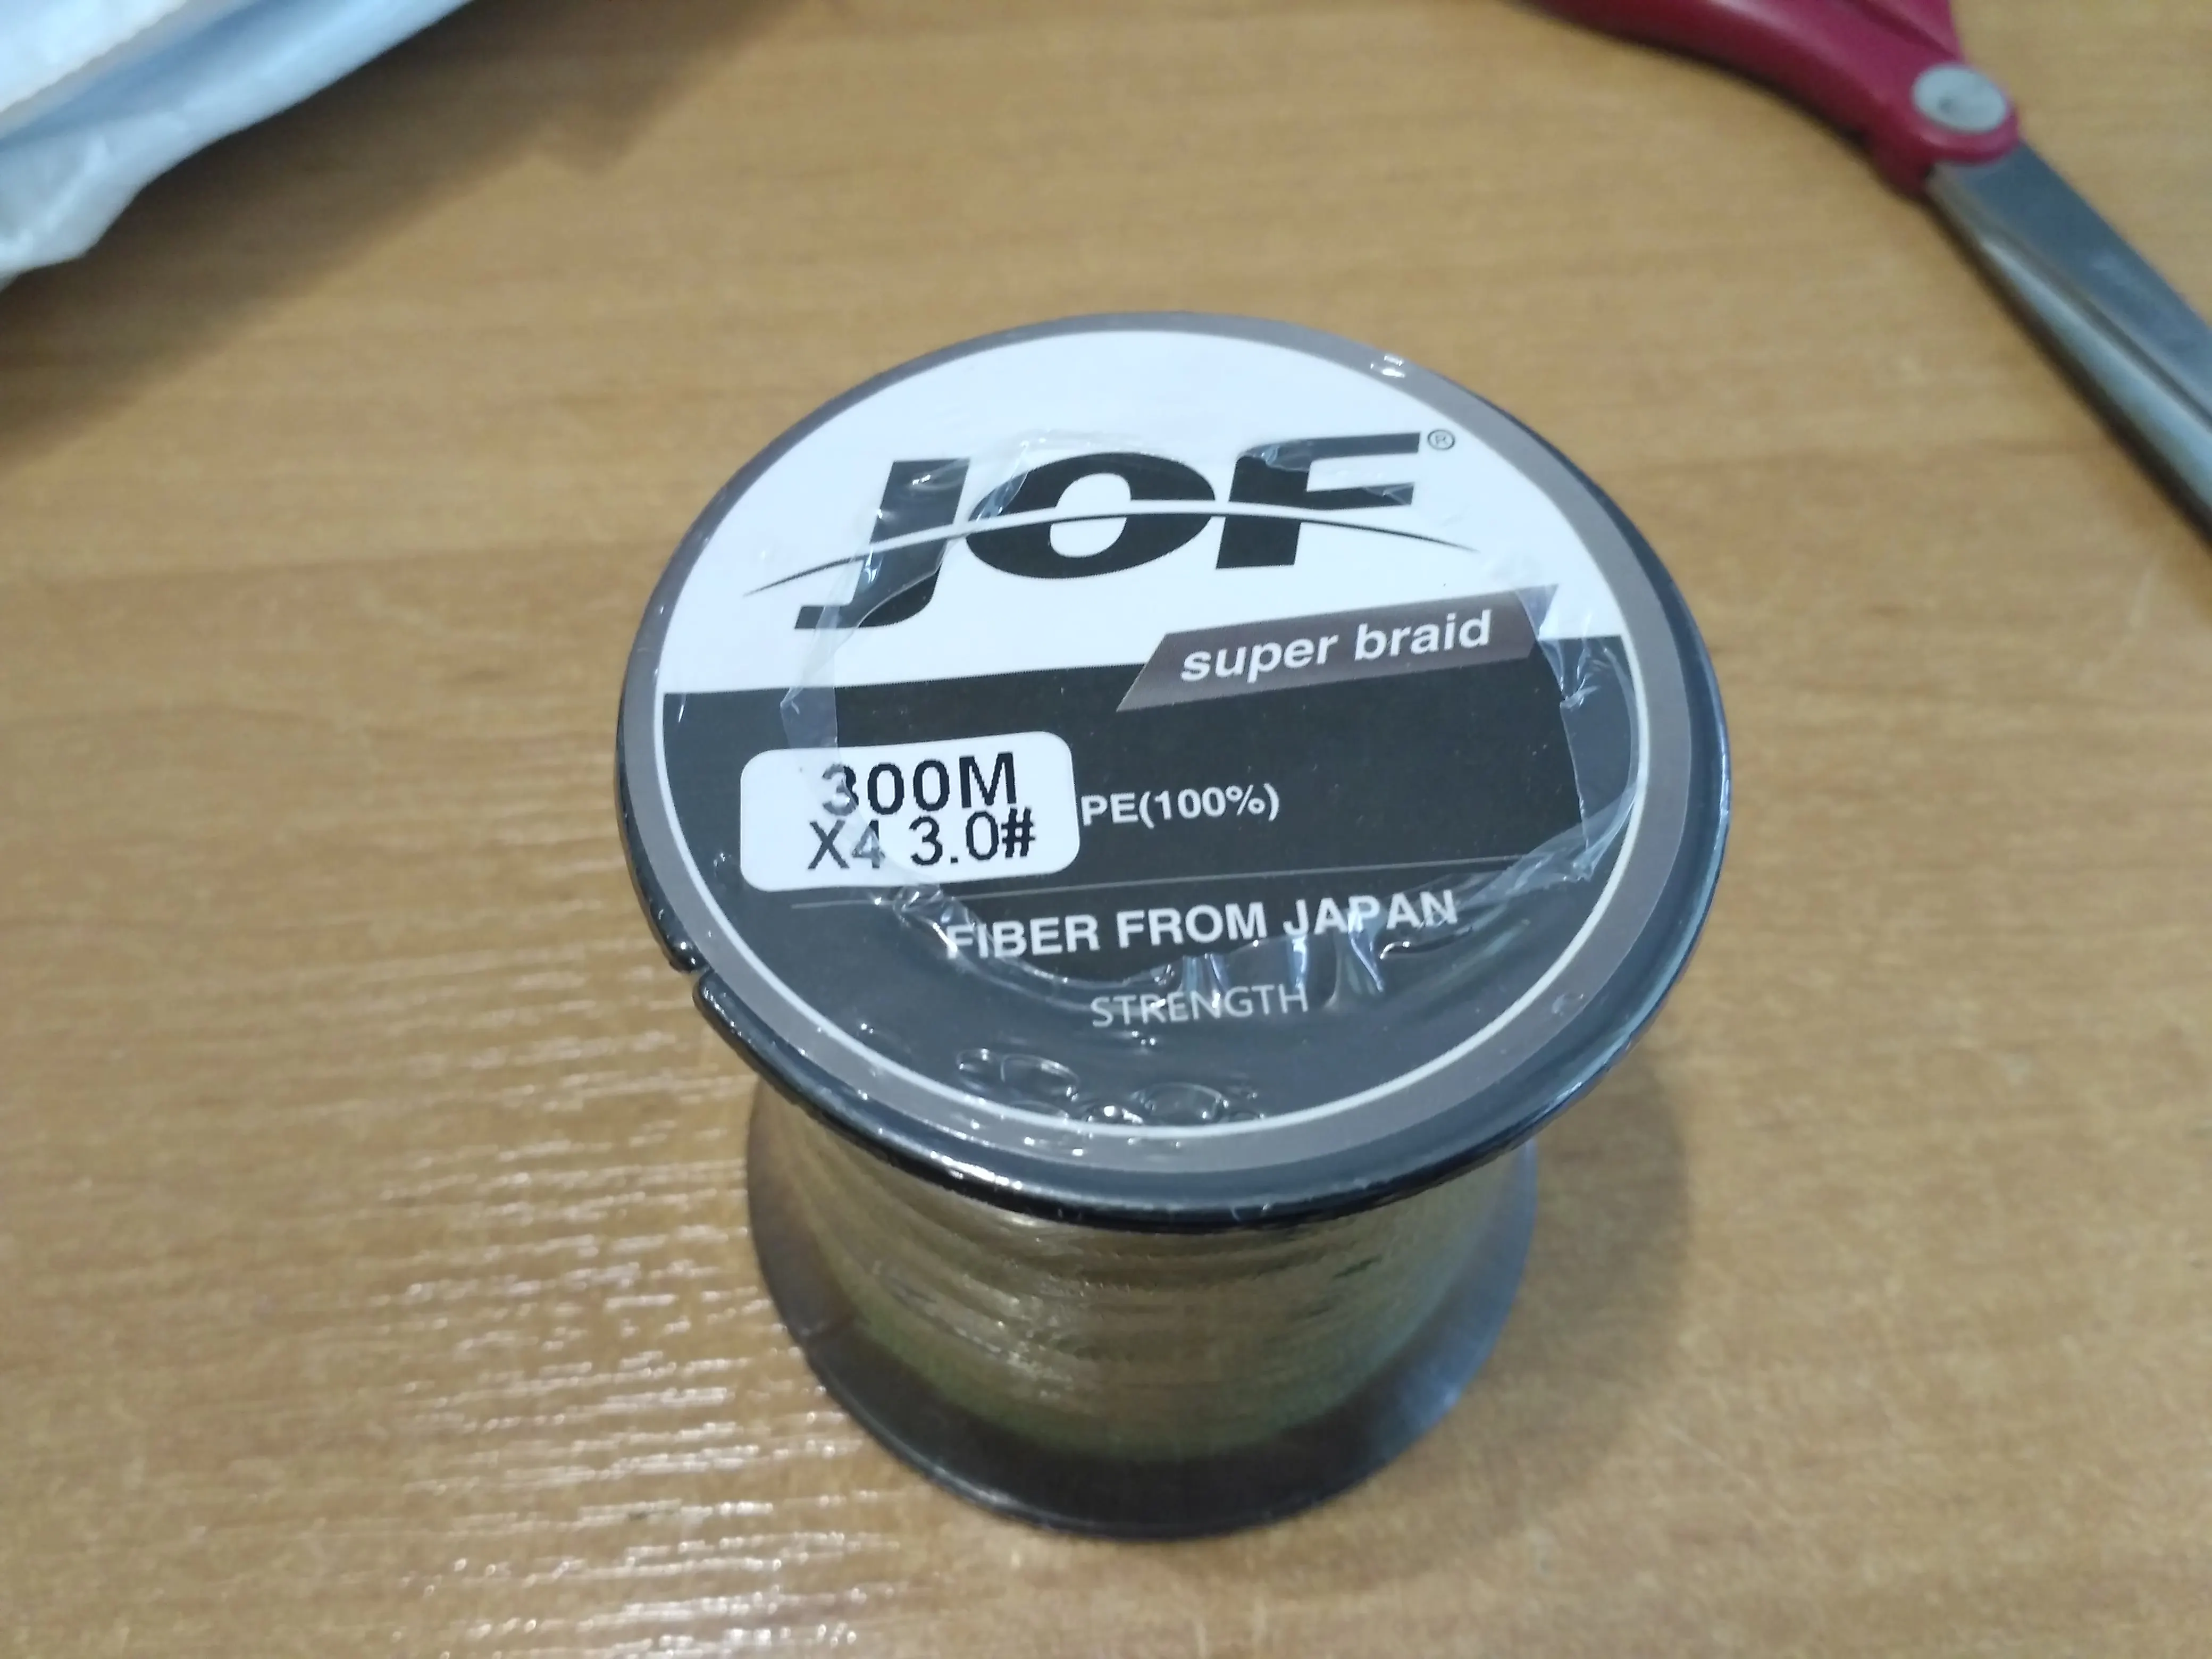 JOF®
super braid
300M
X4 3.0#
PE(100%)
FIBER FROM JAPAN
STRENGTH